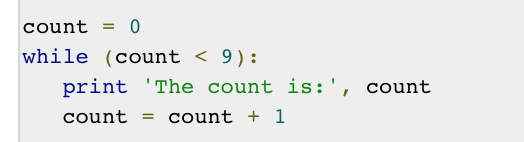 count = 0
while (count < 9):
   print 'The count is:', count
   count = count + 1